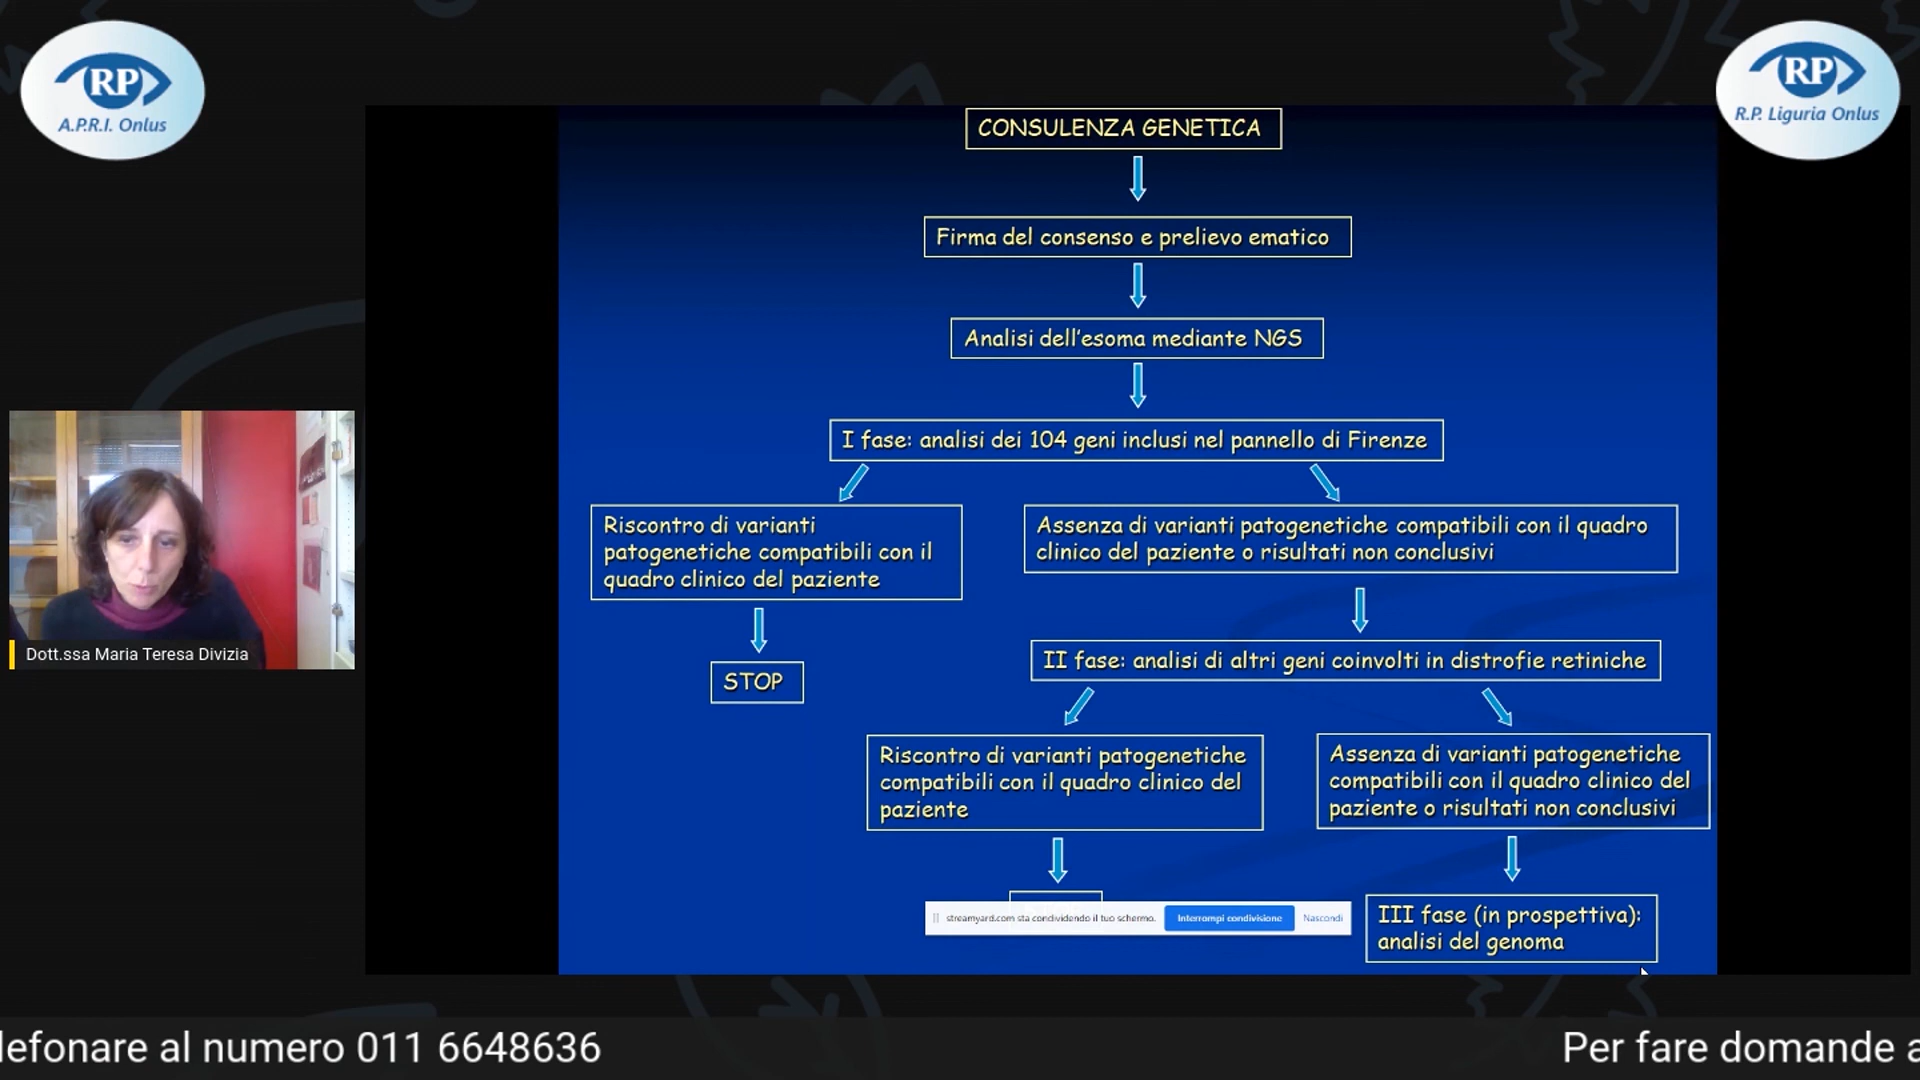 RP
A.P.R.I. Onlus
RP
R.P. Liguria Onlus
CONSULENZA GENETICA
Firma del consenso e prelievo ematico
Analisi dell'esoma mediante NGS
I fase: analisi dei 104 geni inclusi nel pannello di Firenze
Riscontro di varianti
patogenetiche compatibili con il
quadro clinico del paziente
Assenza di varianti patogenetiche compatibili con il quadro
clinico del paziente o risultati non conclusivi
STOP
II fase: analisi di altri geni coinvolti in distrofie retiniche
Riscontro di varianti patogenetiche
compatibili con il quadro clinico del
paziente
Assenza di varianti patogenetiche
compatibili con il quadro clinico del
paziente o risultati non conclusivi
streamyard.com sta condividendo il tuo schermo. Interrompi condivisione Nascondi
III fase (in prospettiva):
analisi del genoma
Dott.ssa Maria Teresa Divizia
lefonare al numero 011 6648636
Per fare domande a